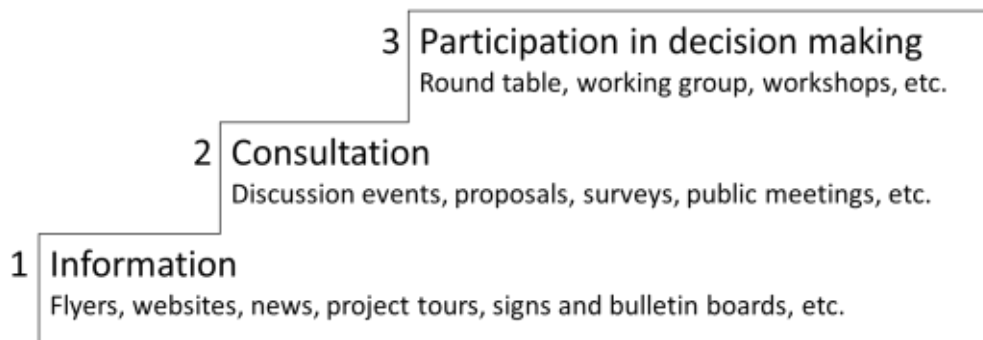 3 Participation in decision making
Round table, working group, workshops, etc.
2 Consultation
Discussion events, proposals, surveys, public meetings, etc.
1 Information
Flyers, websites, news, project tours, signs and bulletin boards, etc.